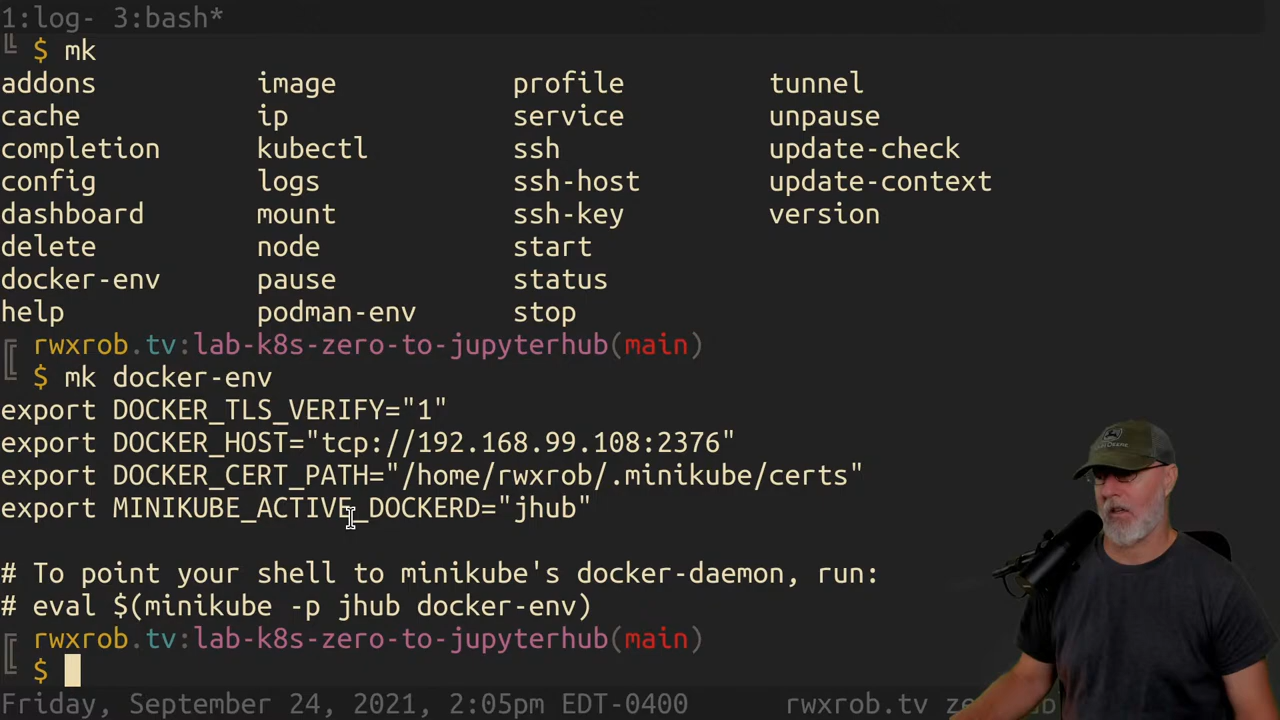 1:log- 3:bash*
$ mk
addons image profile tunnel
cache ip service unpause
completion kubectl ssh update-check
config logs ssh-host update-context
dashboard mount ssh-key version
delete node start
docker-env pause status
help podman-env stop
rwxrob.tv:lab-k8s-zero-to-jupyterhub(main)
$ mk docker-env
export DOCKER_TLS_VERIFY="1"
export DOCKER_HOST="tcp://192.168.99.108:2376"
export DOCKER_CERT_PATH="/home/rwxrob/.minikube/certs"
export MINIKUBE_ACTIVE_DOCKERD="jhub"
# To point your shell to minikube's docker-daemon, run:
# eval $(minikube -p jhub docker-env)
rwxrob.tv:lab-k8s-zero-to-jupyterhub(main)
$
Friday, September 24, 2021, 2:05pm EDT-0400 rwxrob.tv